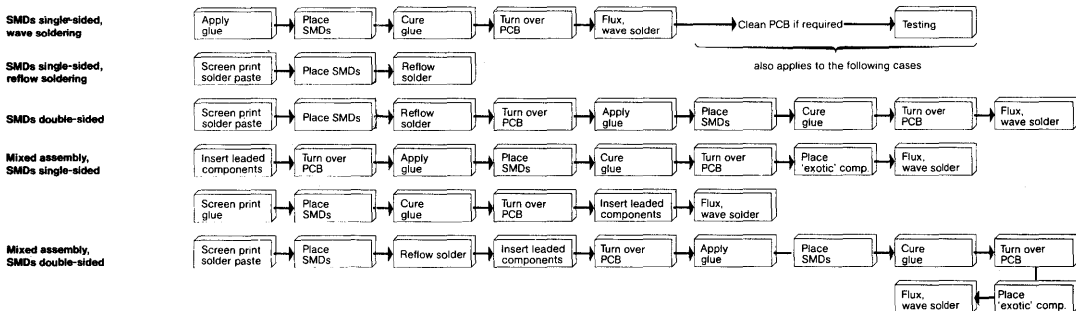 SMDs single-sided,
wave soldering
Apply
glue
Place
SMDs
Cure
glue
Turn over
PCB
Flux,
wave solder
Clean PCB if required
Testing
also applies to the following cases
SMDs single-sided,
reflow soldering
Screen print
solder paste
Place SMDs
Reflow
solder
SMDs double-sided
Screen print
solder paste
Place SMDs
Reflow
solder
Turn over
PCB
Apply
glue
Place
SMDs
Cure
glue
Turn over
PCB
Flux,
wave solder
Mixed assembly,
SMDs single-sided
Insert leaded
components
Turn over
PCB
Apply
glue
Place
SMDs
Cure
glue
Turn over
PCB
Place
'exotic' comp.
Flux,
wave solder
Screen print
glue
Place
SMDs
Cure
glue
Turn over
PCB
Insert leaded
components
Flux,
wave solder
Mixed assembly,
SMDs double-sided
Screen print
solder paste
Place
SMDs
Reflow solder
Insert leaded
components
Turn over
PCB
Apply
glue
Place
SMDs
Cure
glue
Turn over
PCB
Flux,
wave solder
Place
'exotic' comp.